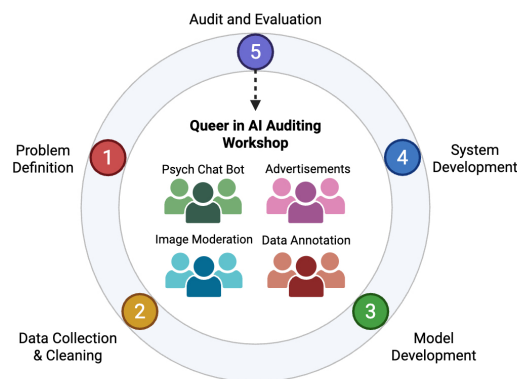 Audit and Evaluation
5
Queer in AI Auditing
Workshop
Problem
Definition
1
4
System
Development
Psych Chat Bot
Advertisements
Image Moderation
Data Annotation
2
Data Collection
& Cleaning
3
Model
Development